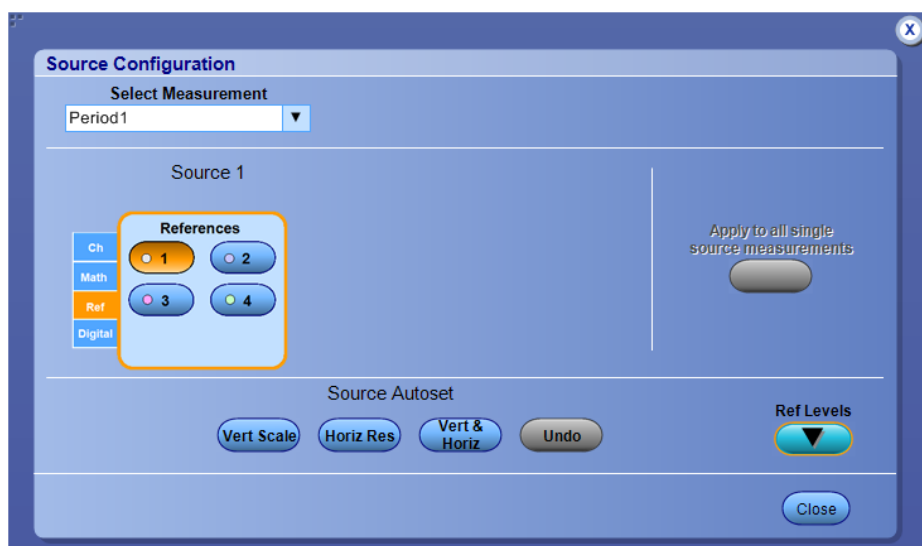 X
Source Configuration
Select Measurement
Period1
Source 1
Ch
Math
Ref
Digital
References
1
2
3
4
Apply to all single
source measurements
Source Autoset
Vert Scale
Horiz Res
Vert &
Horiz
Undo
Ref Levels
Close